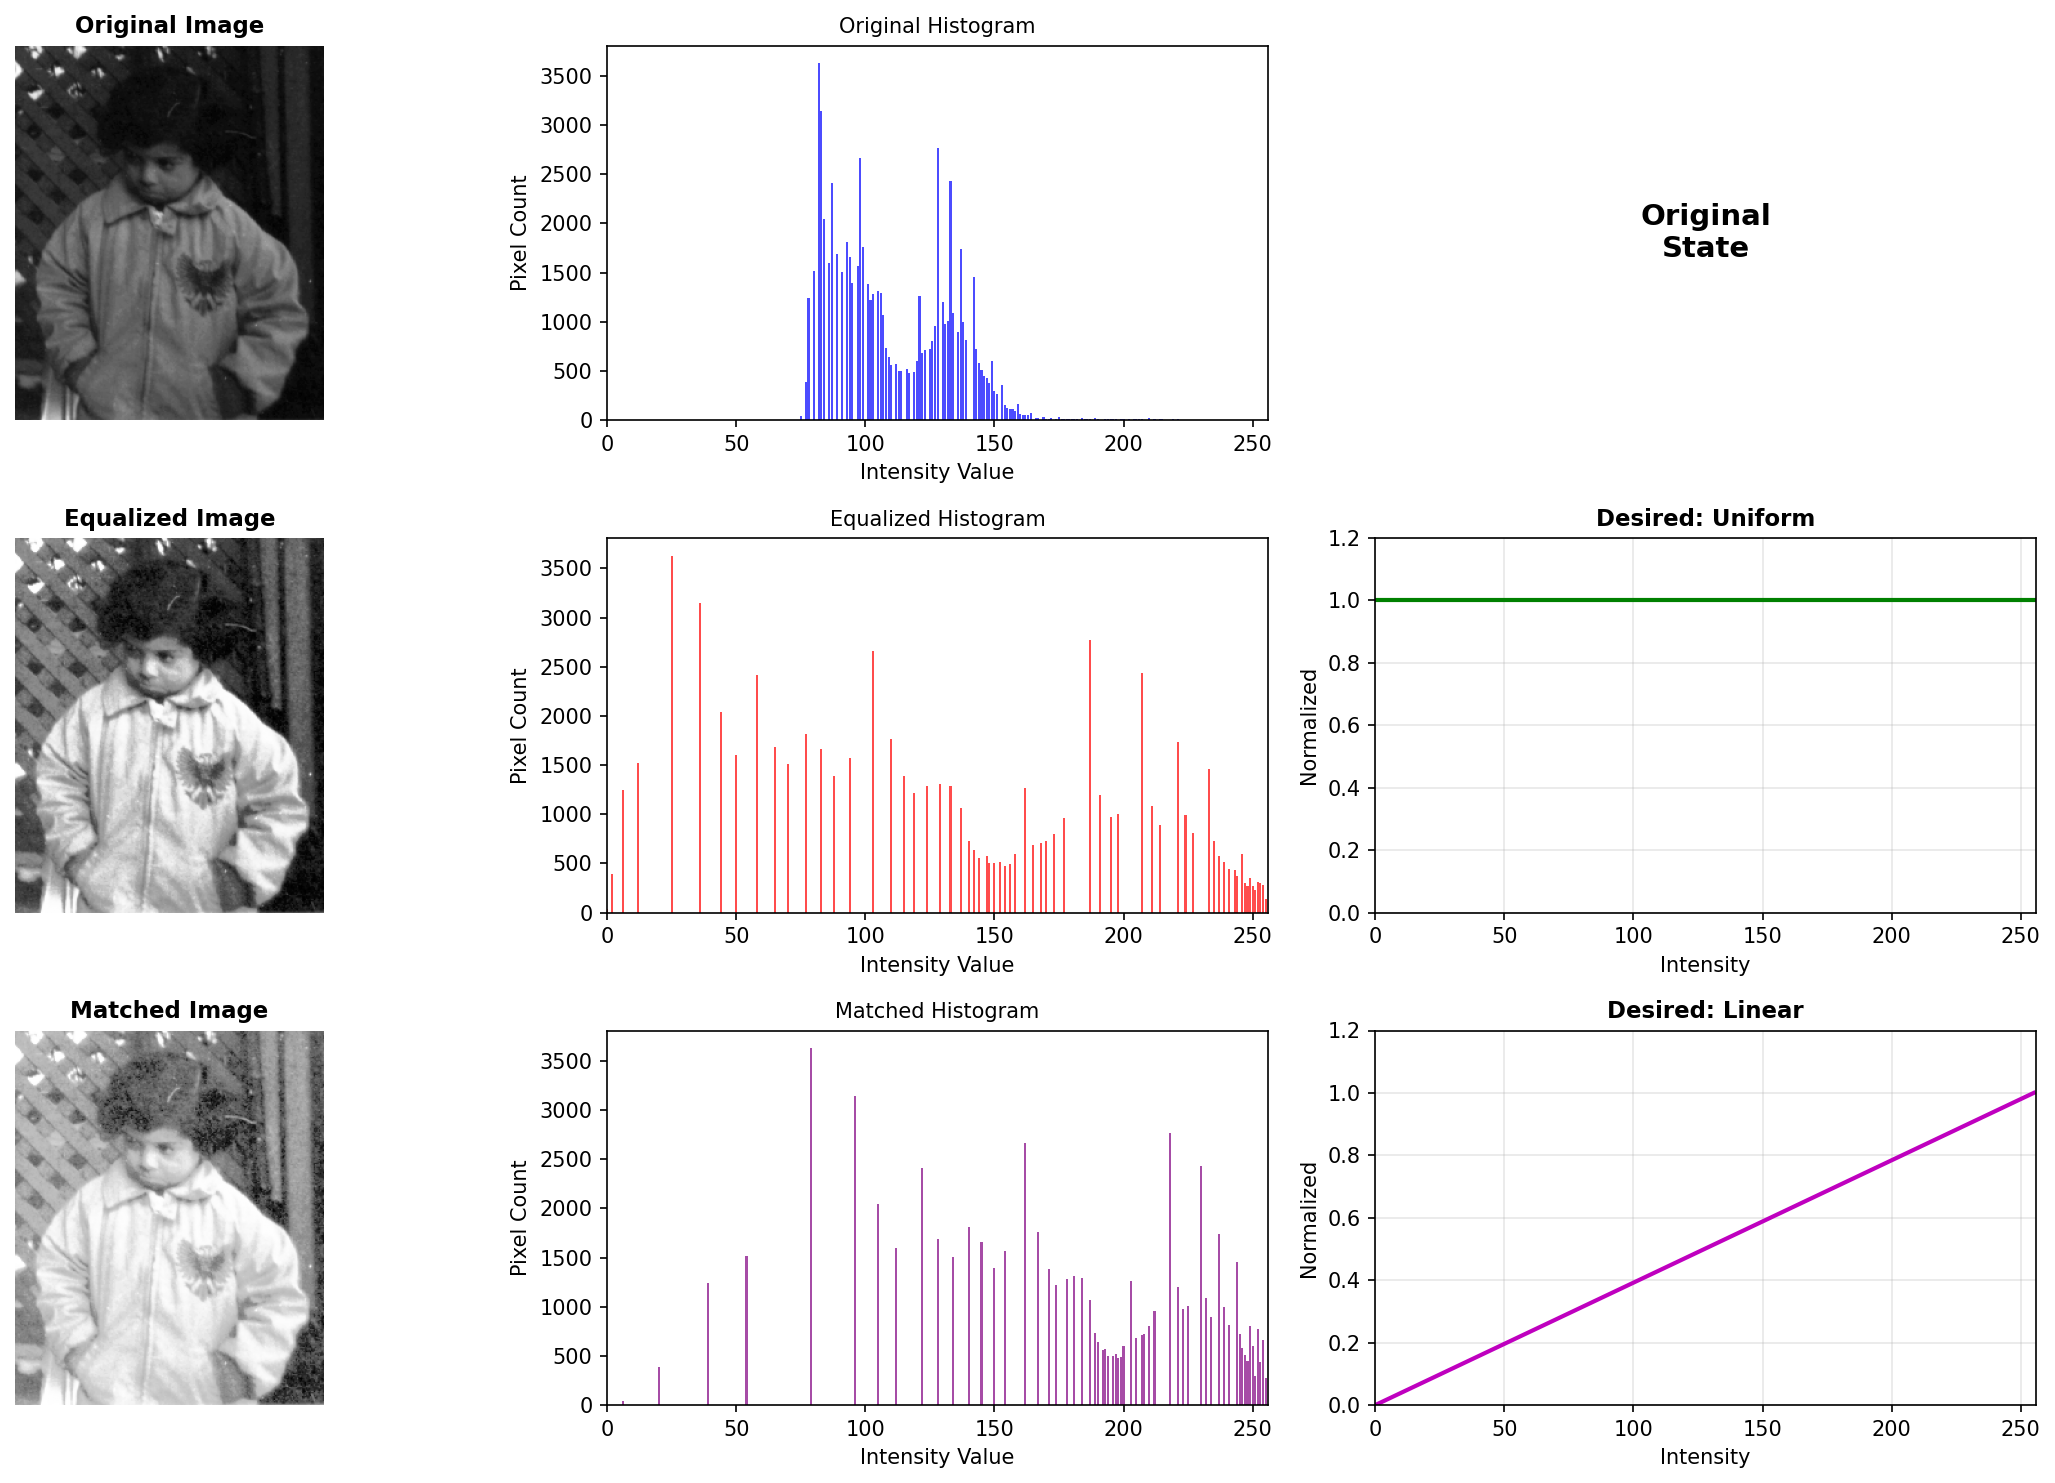 Original Image
Original Histogram
3500
3000
2500
2000
1500
1000
500
0
Pixel Count
0 50 100 150 200 250
Intensity Value
Original
State
Equalized Image
Equalized Histogram
3500
3000
2500
2000
1500
1000
500
0
Pixel Count
0 50 100 150 200 250
Intensity Value
Desired: Uniform
1.2
1.0
0.8
0.6
0.4
0.2
0.0
Normalized
0 50 100 150 200 250
Intensity
Matched Image
Matched Histogram
3500
3000
2500
2000
1500
1000
500
0
Pixel Count
0 50 100 150 200 250
Intensity Value
Desired: Linear
1.2
1.0
0.8
0.6
0.4
0.2
0.0
Normalized
0 50 100 150 200 250
Intensity